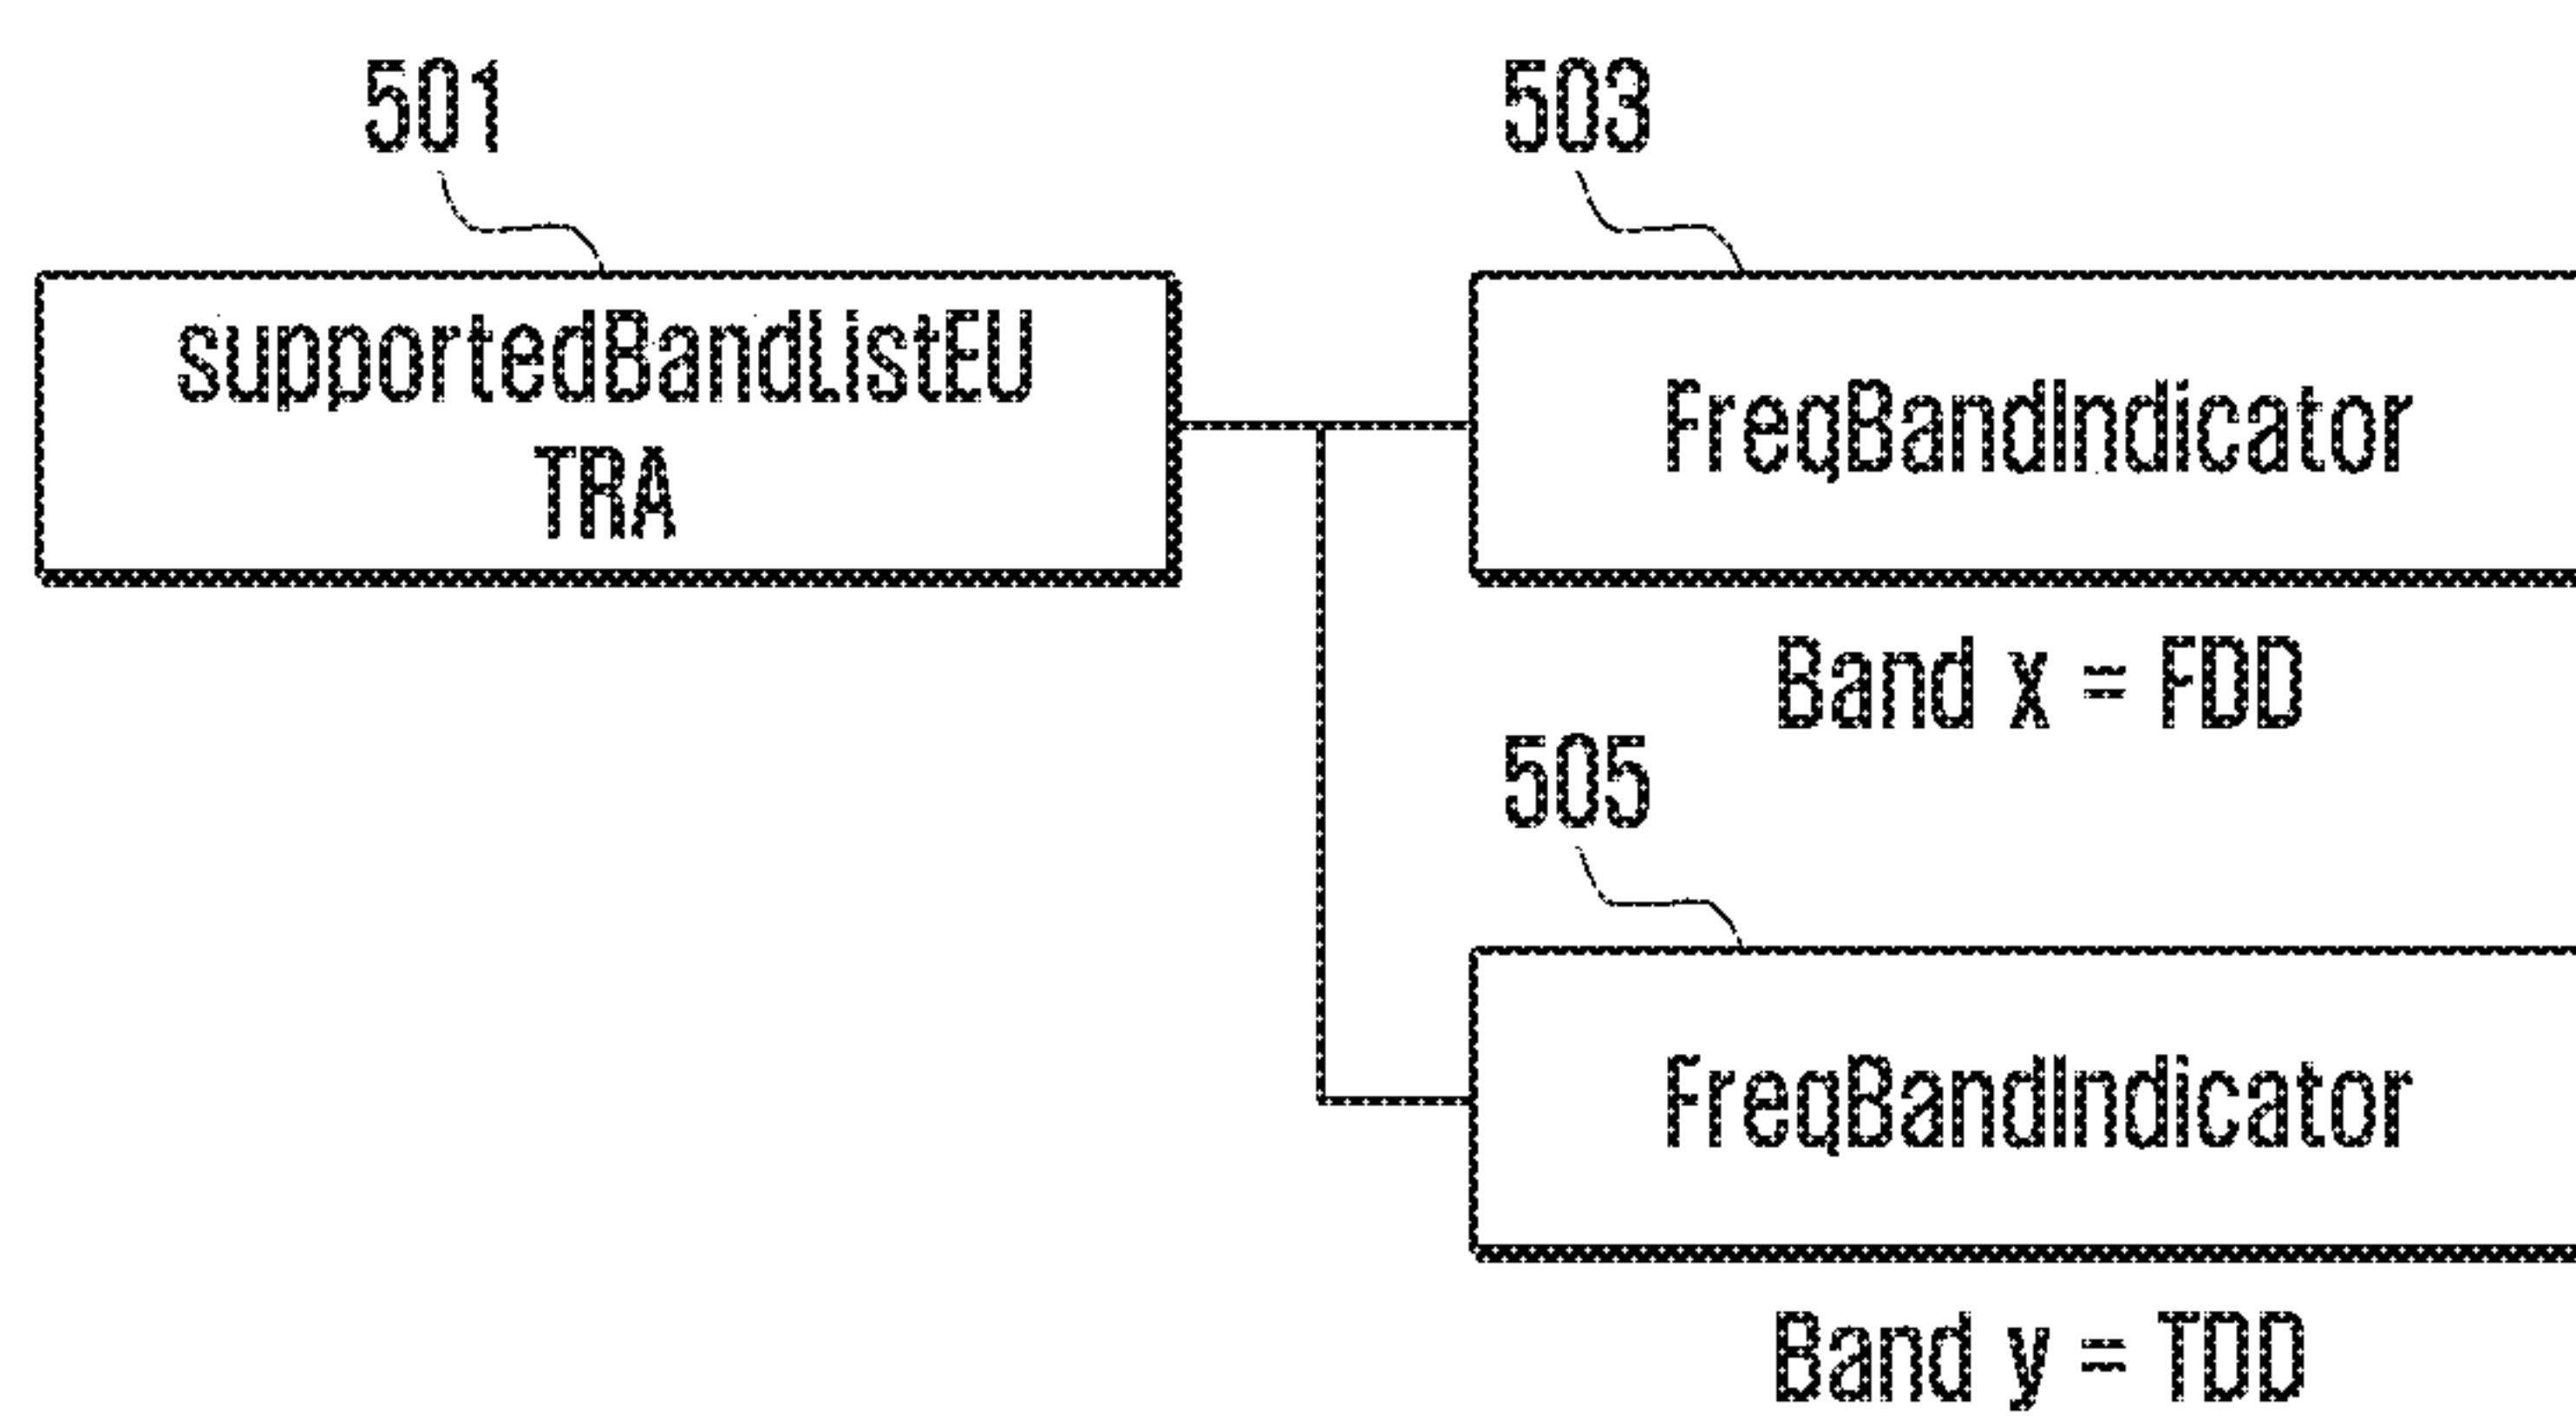 501
503
supportedBandListEU
TRA
FreqBandIndicator
Band x = FDD
505
FreqBandIndicator
Band y = TDD